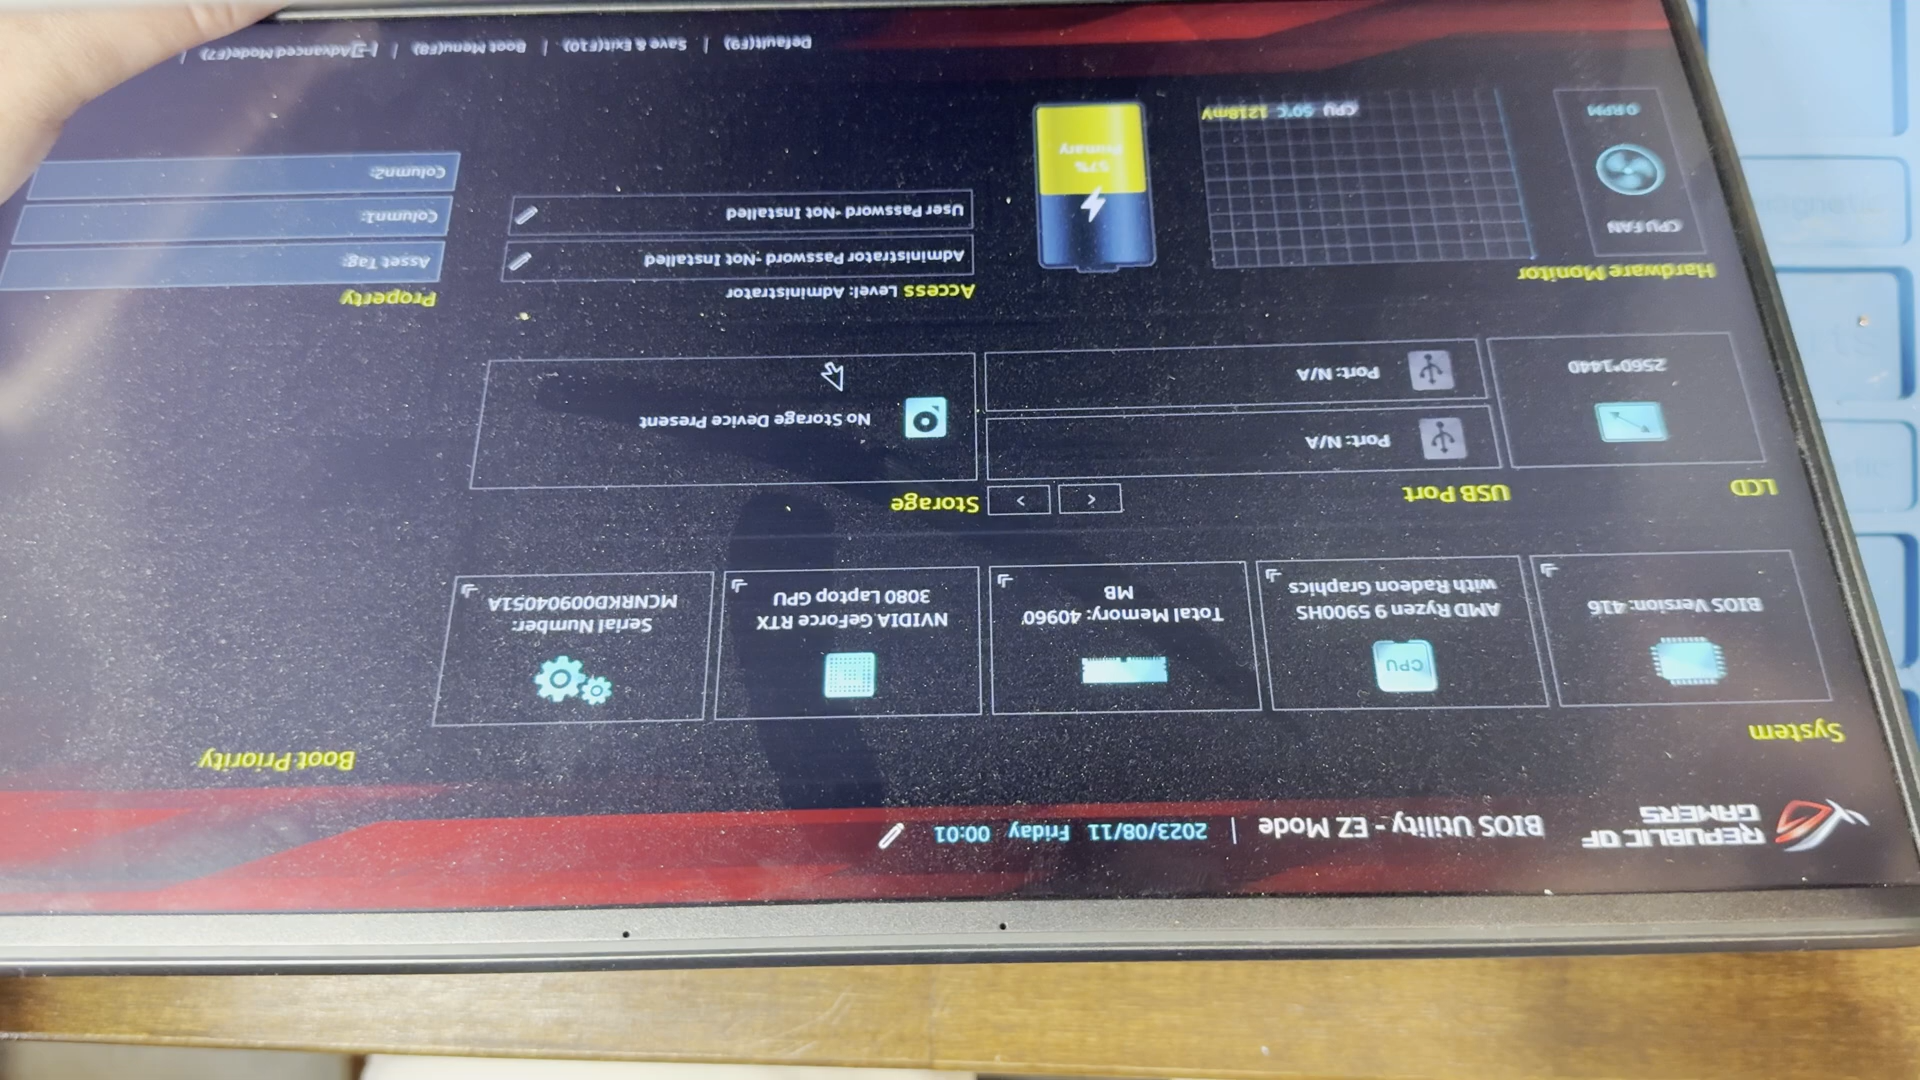 REPUBLIC OF
GAMERS
BIOS Utility - EZ Mode
2023/08/11 Friday 00:01
System
BIOS Version: 416
CPU
AMD Ryzen 9 5900HS
with Radeon Graphics
Total Memory: 40960
MB
NVIDIA GeForce RTX
3080 Laptop GPU
Serial Number:
MCNRKD009904051A
Boot Priority
LCD
2560*1440
USB Port
< >
Port: N/A
Port: N/A
Storage
No Storage Device Present
Hardware Monitor
CPU FAN
0 RPM
CPU 50°C 1218mV
57%
Primary
Access Level: Administrator
Administrator Password -Not Installed
User Password -Not Installed
Property
Asset Tag:
Column1:
Column2:
Default(F9) | Save & Exit(F10) | Boot Menu(F8) | Advanced Mode(F7) |